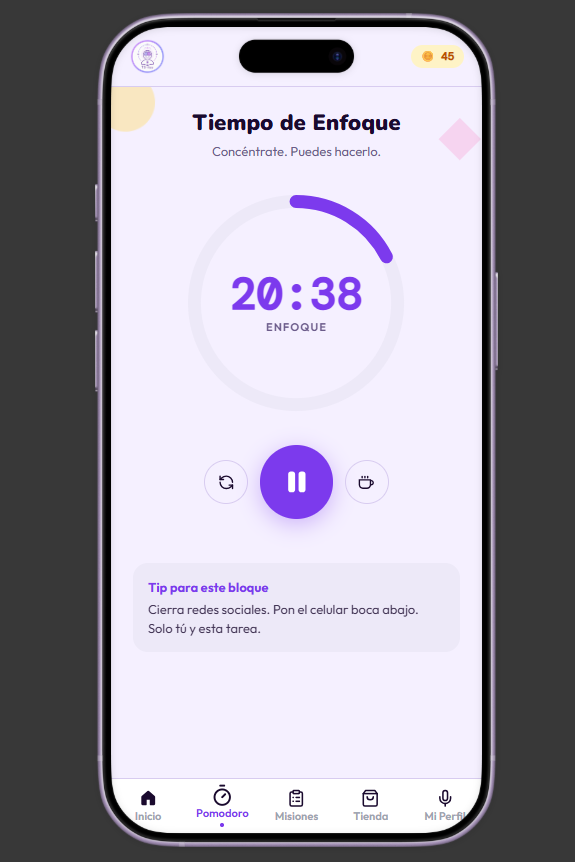 45
Tiempo de Enfoque
Concéntrate. Puedes hacerlo.
20:38
ENFOQUE
Tip para este bloque
Cierra redes sociales. Pon el celular boca abajo.
Solo tú y esta tarea.
Inicio
Pomodoro
Misiones
Tienda
Mi Perfil